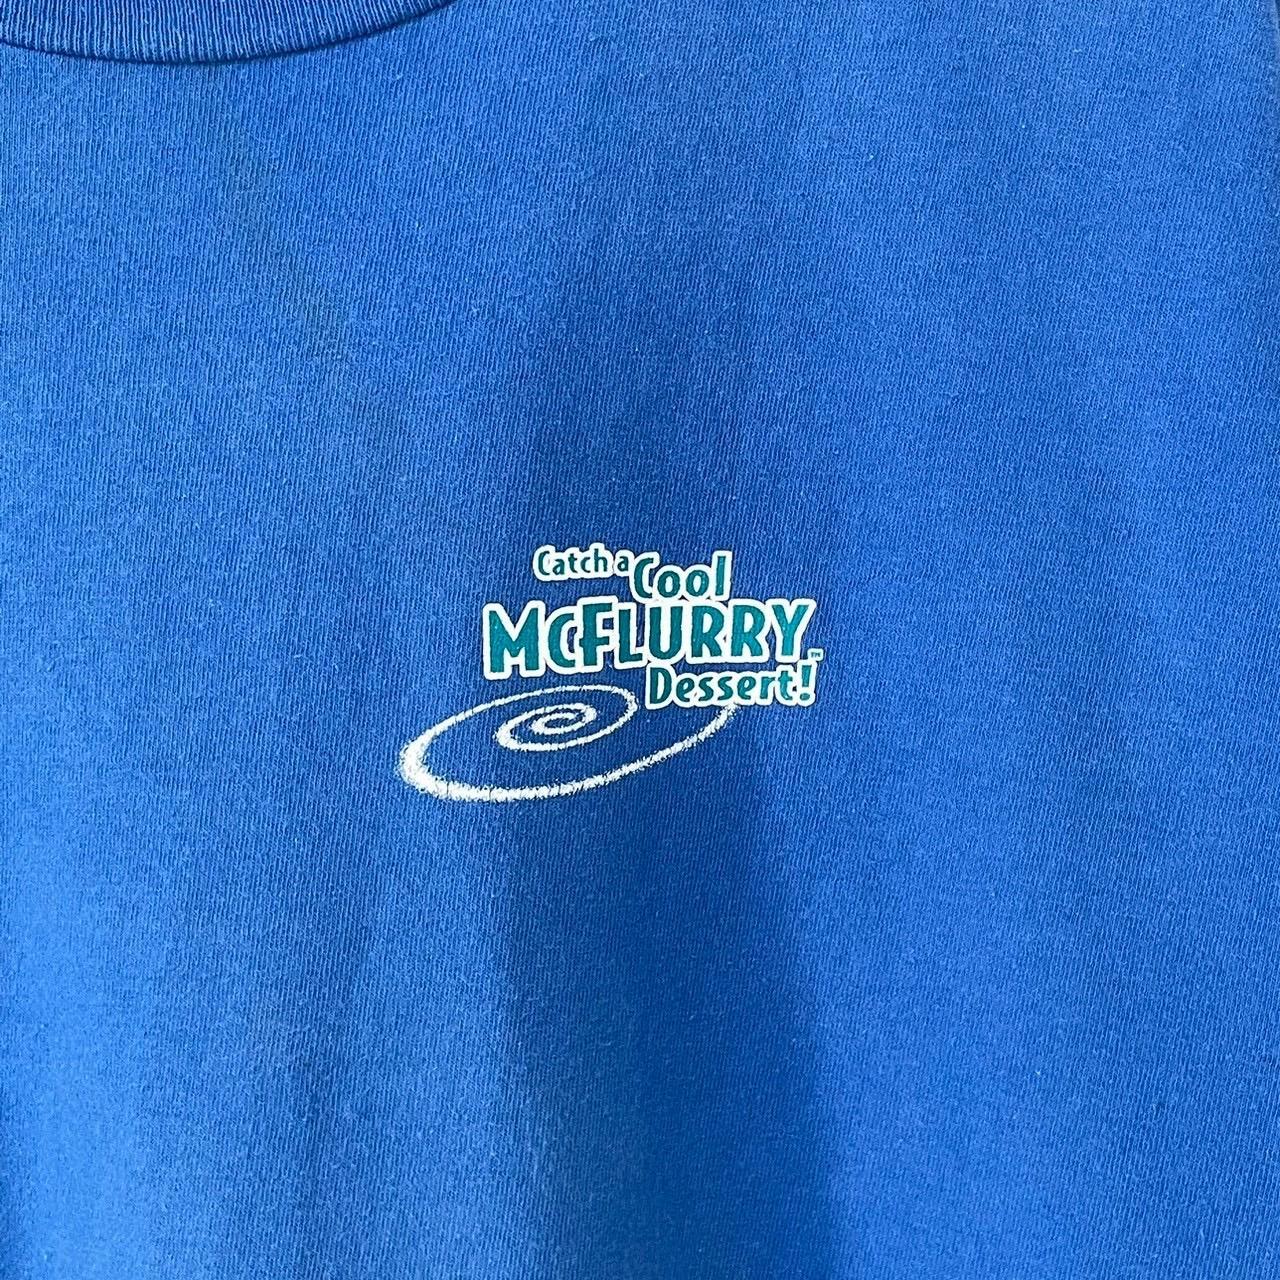 Catch a Cool
McFLURRY™
Dessert!